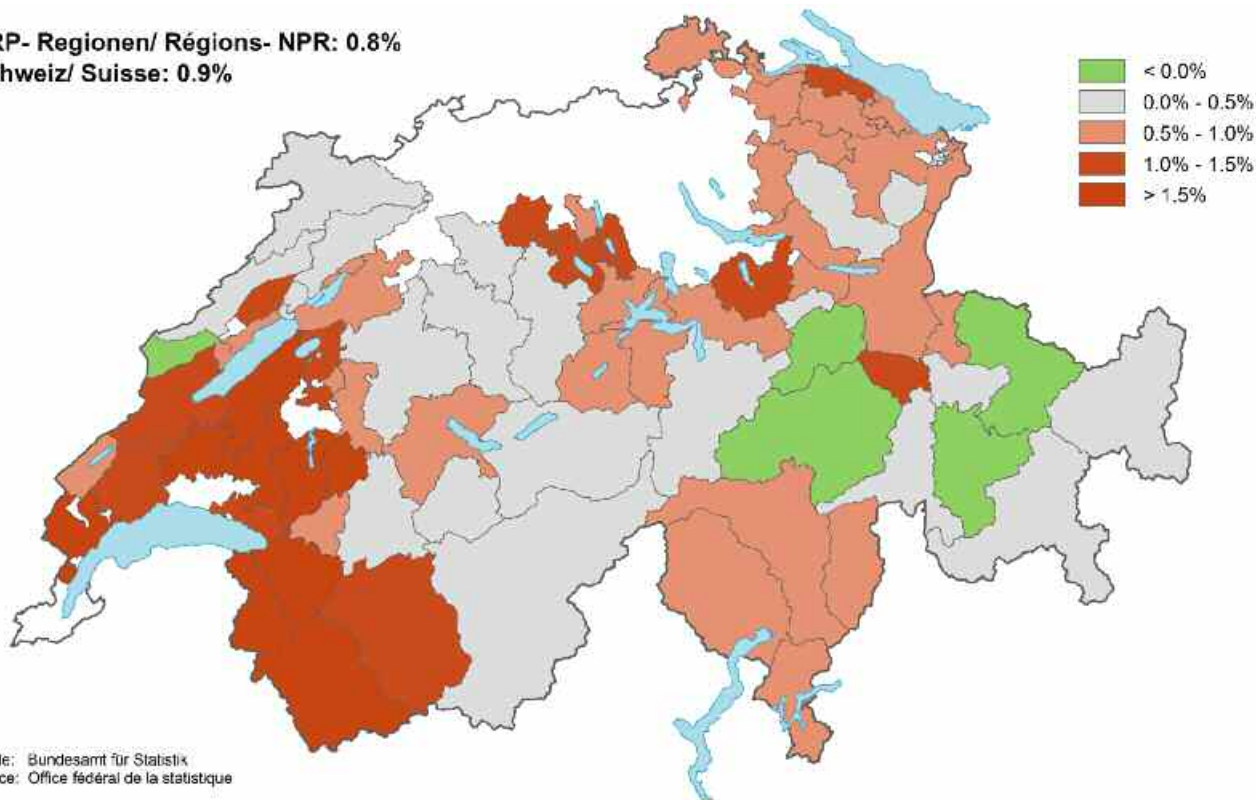 RP- Regionen/ Régions- NPR: 0.8%
hweiz/ Suisse: 0.9%
< 0.0%
0.0% - 0.5%
0.5% - 1.0%
1.0% - 1.5%
> 1.5%
le: Bundesamt für Statistik
ce: Office fédéral de la statistique